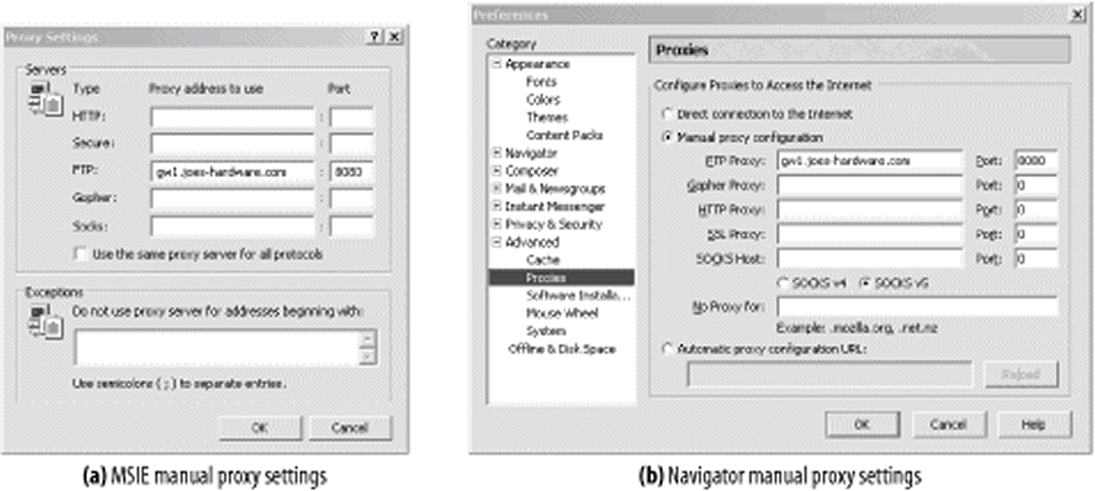 Proxy Settings
Servers
Type Proxy address to use Port
HTTP: :
Secure: :
FTP: gw1.joes-hardware.com : 8080
Gopher: :
Socks: :
Use the same proxy server for all protocols
Exceptions
Do not use proxy server for addresses beginning with:
Use semicolons ( ; ) to separate entries.
OK Cancel
(a) MSIE manual proxy settings
Preferences
Category
Appearance
Fonts
Colors
Themes
Content Packs
Navigator
Composer
Mail & Newsgroups
Instant Messenger
Privacy & Security
Advanced
Cache
Proxies
Software Installa...
Mouse Wheel
System
Offline & Disk Space
Proxies
Configure Proxies to Access the Internet
Direct connection to the Internet
Manual proxy configuration
FTP Proxy: gw1.joes-hardware.com Port: 8080
Gopher Proxy: Port: 0
HTTP Proxy: Port: 0
SSL Proxy: Port: 0
SOCKS Host: Port: 0
SOCKS v4 SOCKS v5
No Proxy for:
Example: .mozilla.org, .net.nz
Automatic proxy configuration URL:
Reload
OK Cancel Help
(b) Navigator manual proxy settings